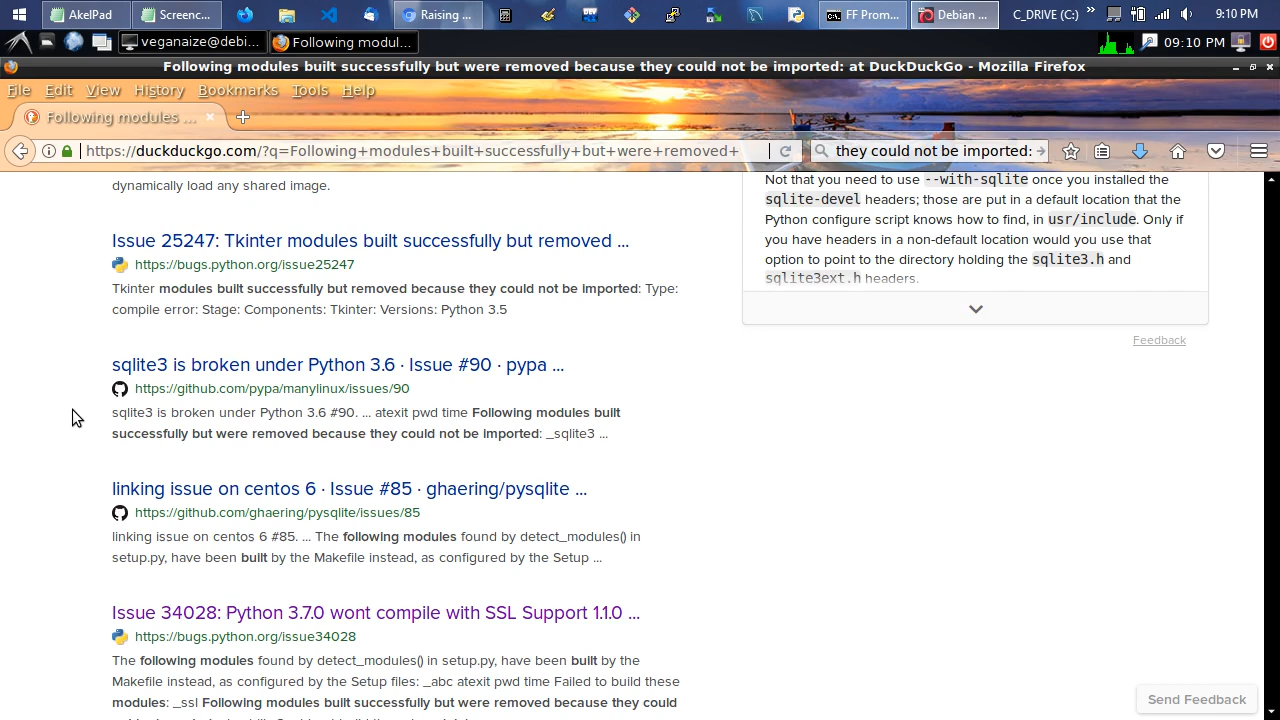 AkelPad
Screenc...
Raising ...
FF Prom...
Debian ...
C_DRIVE (C:)
9:10 PM
veganaize@debi...
Following modul...
09:10 PM
Following modules built successfully but were removed because they could not be imported: at DuckDuckGo - Mozilla Firefox
File Edit View History Bookmarks Tools Help
Following modules ...
https://duckduckgo.com/?q=Following+modules+built+successfully+but+were+removed+
they could not be imported:
dynamically load any shared image.
Issue 25247: Tkinter modules built successfully but removed ...
https://bugs.python.org/issue25247
Tkinter modules built successfully but removed because they could not be imported: Type:
compile error: Stage: Components: Tkinter: Versions: Python 3.5
sqlite3 is broken under Python 3.6 · Issue #90 · pypa ...
https://github.com/pypa/manylinux/issues/90
sqlite3 is broken under Python 3.6 #90. ... atexit pwd time Following modules built
successfully but were removed because they could not be imported: _sqlite3 ...
linking issue on centos 6 · Issue #85 · ghaering/pysqlite ...
https://github.com/ghaering/pysqlite/issues/85
linking issue on centos 6 #85. ... The following modules found by detect_modules() in
setup.py, have been built by the Makefile instead, as configured by the Setup ...
Issue 34028: Python 3.7.0 wont compile with SSL Support 1.1.0 ...
https://bugs.python.org/issue34028
The following modules found by detect_modules() in setup.py, have been built by the
Makefile instead, as configured by the Setup files: _abc atexit pwd time Failed to build these
modules: _ssl Following modules built successfully but were removed because they could
Not that you need to use --with-sqlite once you installed the
sqlite-devel headers; those are put in a default location that the
Python configure script knows how to find, in usr/include. Only if
you have headers in a non-default location would you use that
option to point to the directory holding the sqlite3.h and
sqlite3ext.h headers.
Feedback
Send Feedback